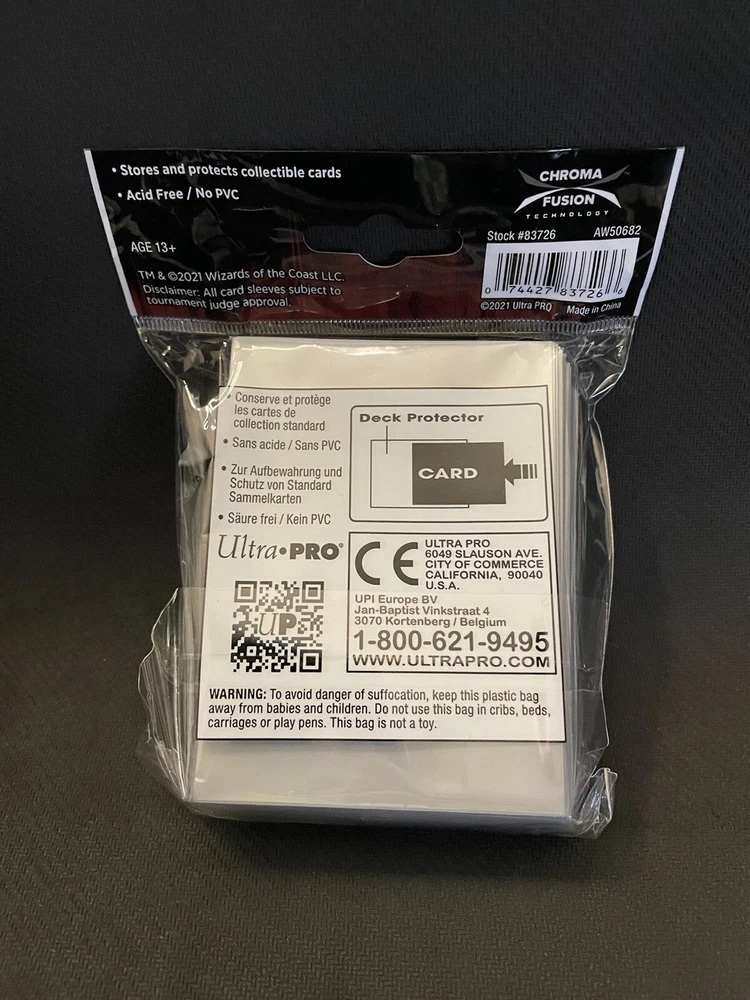 • Stores and protects collectible cards
• Acid Free / No PVC
AGE 13+
TM & ©2021 Wizards of the Coast LLC.
Disclaimer: All card sleeves subject to
tournament judge approval.
CHROMA
FUSION
TECHNOLOGY
Stock #83726 AW50682
0 74427 83726 6
©2021 Ultra PRO Made in China
• Conserve et protège
les cartes de
collection standard
• Sans acide / Sans PVC
• Zur Aufbewahrung und
Schutz von Standard
Sammelkarten
• Säure frei / Kein PVC
Deck Protector
CARD
Ultra•PRO®
UP
CE
ULTRA PRO
6049 SLAUSON AVE.
CITY OF COMMERCE
CALIFORNIA, 90040
U.S.A.
UPI Europe BV
Jan-Baptist Vinkstraat 4
3070 Kortenberg / Belgium
1-800-621-9495
WWW.ULTRAPRO.COM
WARNING: To avoid danger of suffocation, keep this plastic bag
away from babies and children. Do not use this bag in cribs, beds,
carriages or play pens. This bag is not a toy.